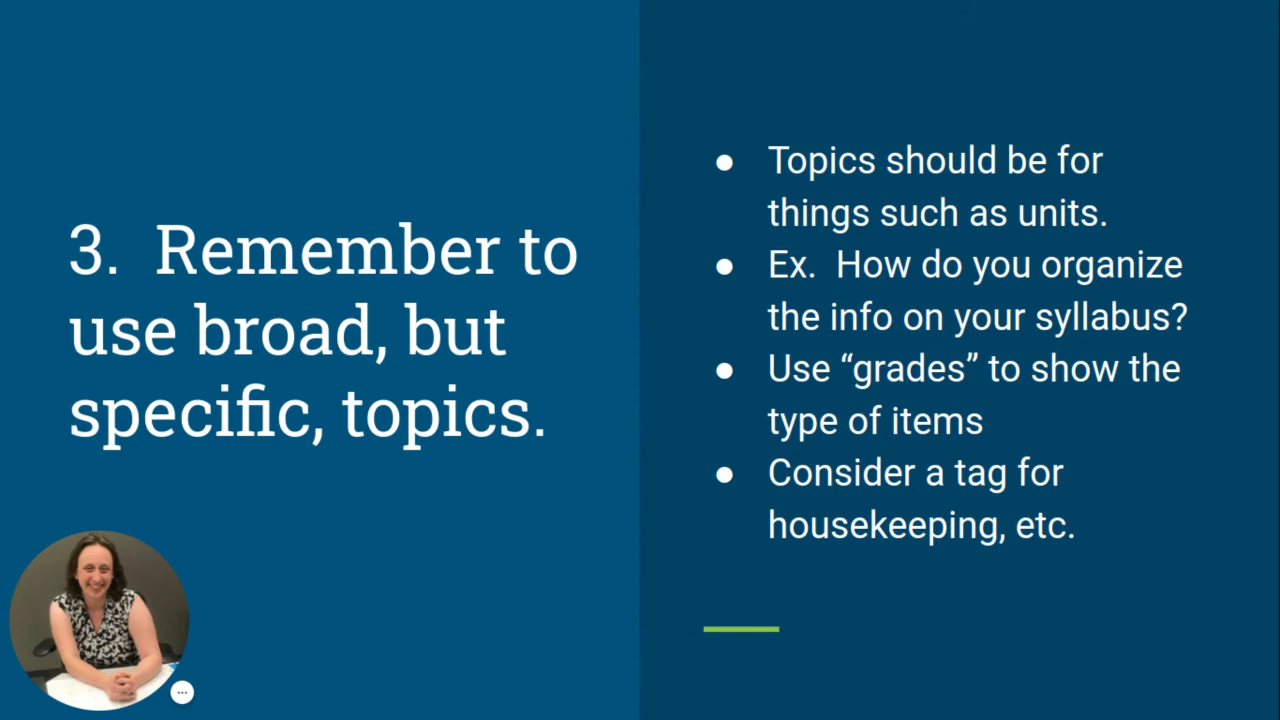 3.  Remember to
use broad, but
specific, topics.
● Topics should be for
things such as units.
● Ex.  How do you organize
the info on your syllabus?
● Use “grades” to show the
type of items
● Consider a tag for
housekeeping, etc.